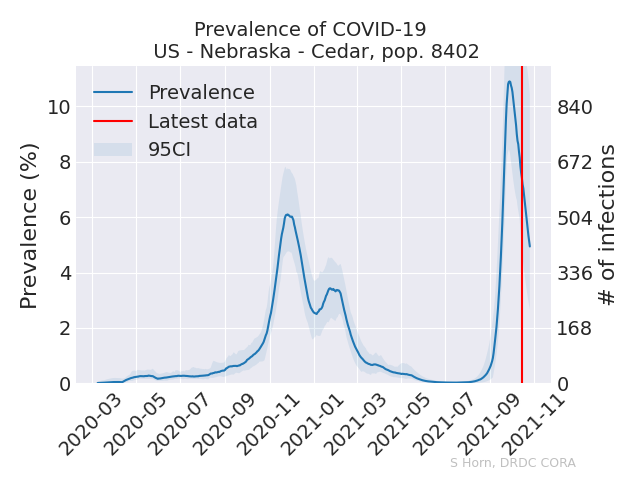 Prevalence of COVID-19
US - Nebraska - Cedar, pop. 8402
Prevalence
Latest data
95CI
Prevalence (%)
10
8
6
4
2
0
840
672
504
336
168
0
# of infections
2020-03
2020-05
2020-07
2020-09
2020-11
2021-01
2021-03
2021-05
2021-07
2021-09
2021-11
S Horn, DRDC CORA